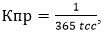 Кпр = 1 / 365 tcc,